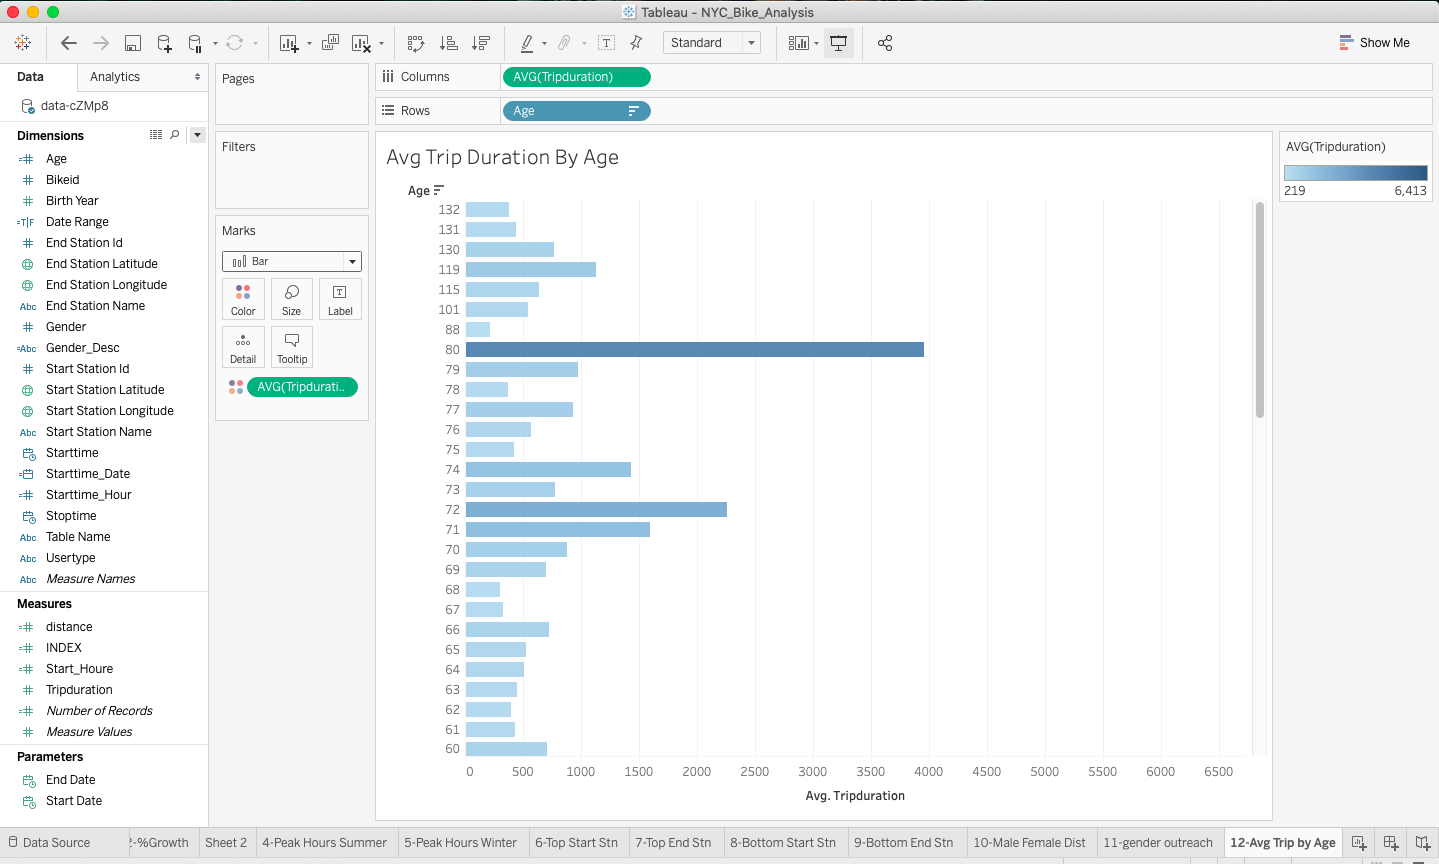 Tableau - NYC_Bike_Analysis
Standard
Show Me
Data
Analytics
data-cZMp8
Dimensions
Age
Bikeid
Birth Year
T|F Date Range
End Station Id
End Station Latitude
End Station Longitude
Abc End Station Name
Gender
Abc Gender_Desc
Start Station Id
Start Station Latitude
Start Station Longitude
Abc Start Station Name
Starttime
Starttime_Date
Starttime_Hour
Stoptime
Abc Table Name
Abc Usertype
Abc Measure Names
Measures
distance
INDEX
Start_Houre
Tripduration
Number of Records
Measure Values
Parameters
End Date
Start Date
Pages
Filters
Marks
Bar
Color
Size
Label
Detail
Tooltip
AVG(Tripdurati..
Columns
AVG(Tripduration)
Rows
Age
Avg Trip Duration By Age
Age
132
131
130
119
115
101
88
80
79
78
77
76
75
74
73
72
71
70
69
68
67
66
65
64
63
62
61
60
0 500 1000 1500 2000 2500 3000 3500 4000 4500 5000 5500 6000 6500
Avg. Tripduration
AVG(Tripduration)
219 6,413
Data Source
-%Growth
Sheet 2
4-Peak Hours Summer
5-Peak Hours Winter
6-Top Start Stn
7-Top End Stn
8-Bottom Start Stn
9-Bottom End Stn
10-Male Female Dist
11-gender outreach
12-Avg Trip by Age